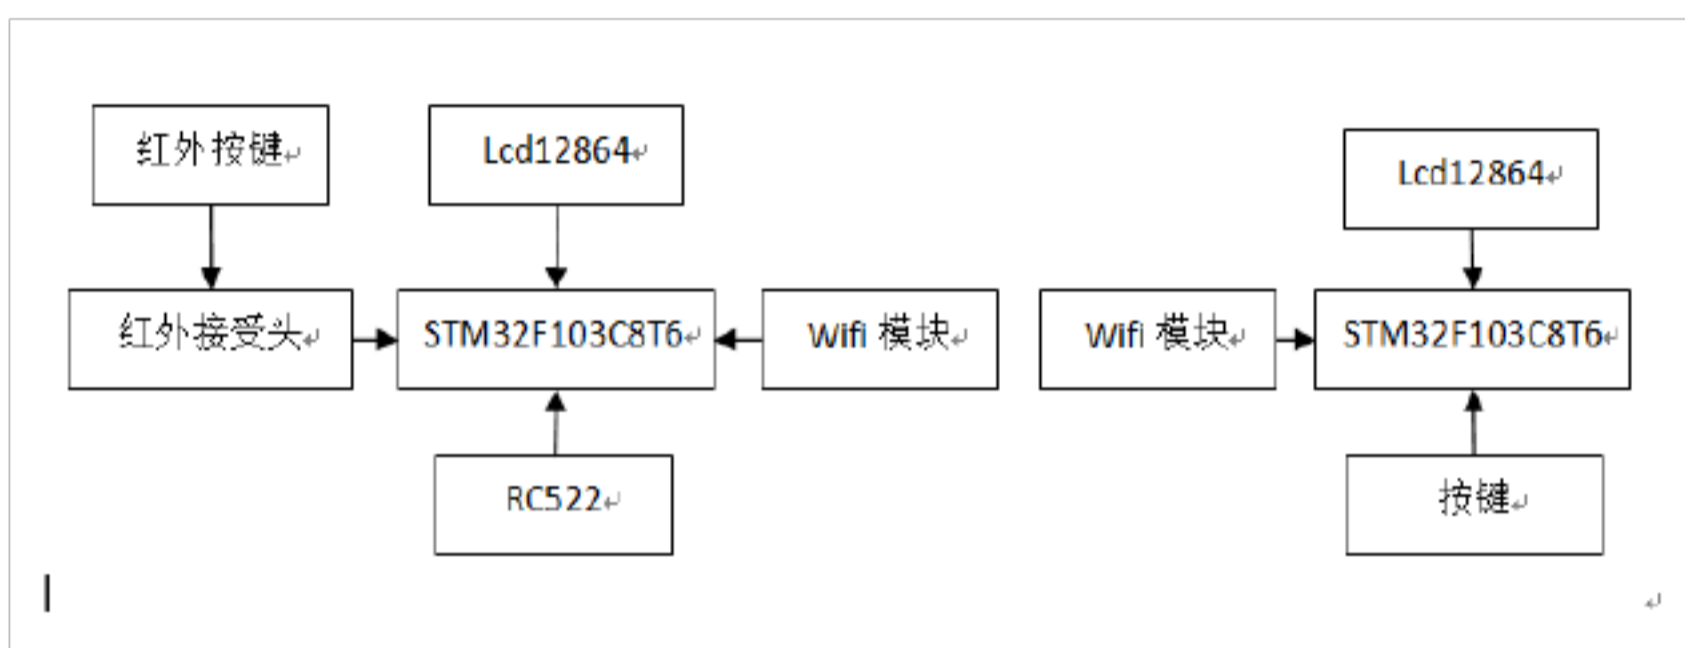 红外按键
Lcd12864
Lcd12864
红外接受头
STM32F103C8T6
Wifi 模块
Wifi 模块
STM32F103C8T6
RC522
按键